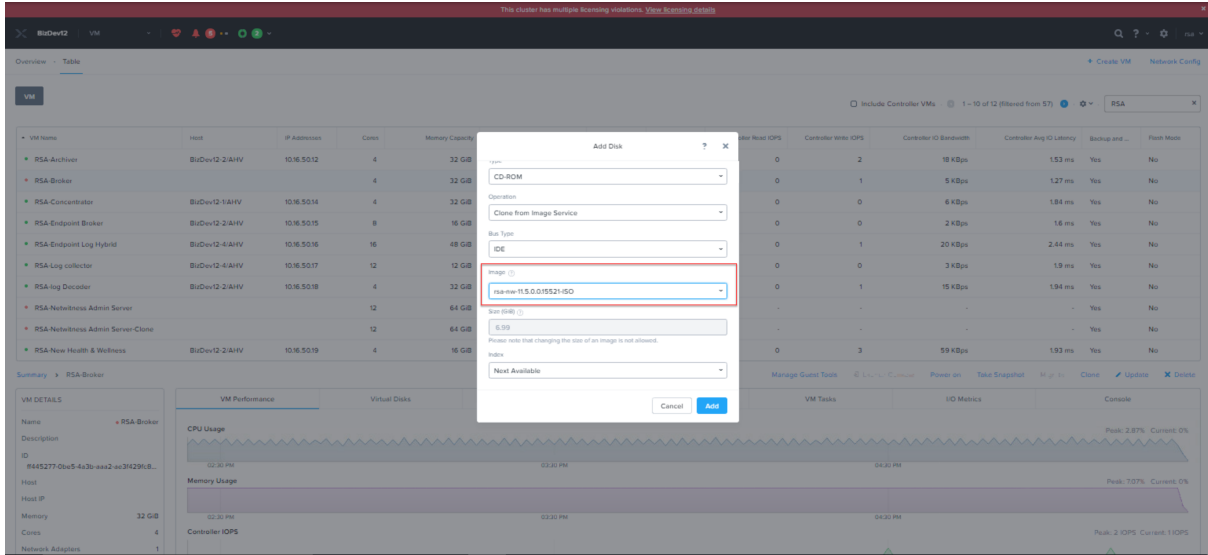 This cluster has multiple licensing violations. View licensing details.
BizDev12 VM
? rsa
Overview · Table + Create VM Network Config
VM Include Controller VMs 1 – 10 of 12 (filtered from 57) RSA
VM Name Host IP Addresses Cores Memory Capacity Controller Write IOPS Controller IO Bandwidth Controller Avg IO Latency Backup and ... Flash Mode
RSA-Archiver BizDev12-2/AHV 10.16.50.12 4 32 GiB 0 2 18 KBps 1.53 ms Yes No
RSA-Broker 4 32 GiB 0 1 5 KBps 1.27 ms Yes No
RSA-Concentrator BizDev12-1/AHV 10.16.50.14 4 32 GiB 0 0 6 KBps 1.84 ms Yes No
RSA-Endpoint Broker BizDev12-4/AHV 10.16.50.15 8 16 GiB 0 0 2 KBps 1.6 ms Yes No
RSA-Endpoint Log Hybrid BizDev12-4/AHV 10.16.50.16 16 48 GiB 0 1 20 KBps 2.44 ms Yes No
RSA-Log collector BizDev12-4/AHV 10.16.50.17 12 12 GiB 0 0 3 KBps 1.9 ms Yes No
RSA-log Decoder BizDev12-2/AHV 10.16.50.18 4 32 GiB 0 1 15 KBps 1.94 ms Yes No
RSA-Netwitness Admin Server 12 64 GiB - - - - Yes No
RSA-Netwitness Admin Server-Clone 12 64 GiB - - - - Yes No
RSA-New Health & Wellness BizDev12-2/AHV 10.16.50.19 4 16 GiB 0 3 59 KBps 1.93 ms Yes No
Add Disk ? ×
CD-ROM
Operation
Clone from Image Service
Bus Type
IDE
Image
rsa-nw-11.5.0.0.15521-ISO
Size (GiB)
6.99
Please note that changing the size of an image is not allowed.
Index
Next Available
Cancel Add
Summary > RSA-Broker Manage Guest Tools Power on Take Snapshot Clone Update Delete
VM DETAILS VM Performance Virtual Disks VM Tasks I/O Metrics Console
Name RSA-Broker
Description
ID
Host
Host IP
Memory 32 GiB
Cores 4
Network Adapters 1
CPU Usage Peak: 2.87% Current: 0%
02:30 PM 03:30 PM 04:30 PM
Memory Usage Peak: 7.07% Current: 0%
02:30 PM 03:30 PM 04:30 PM
Controller IOPS Peak: 2 IOPS Current: 1 IOPS